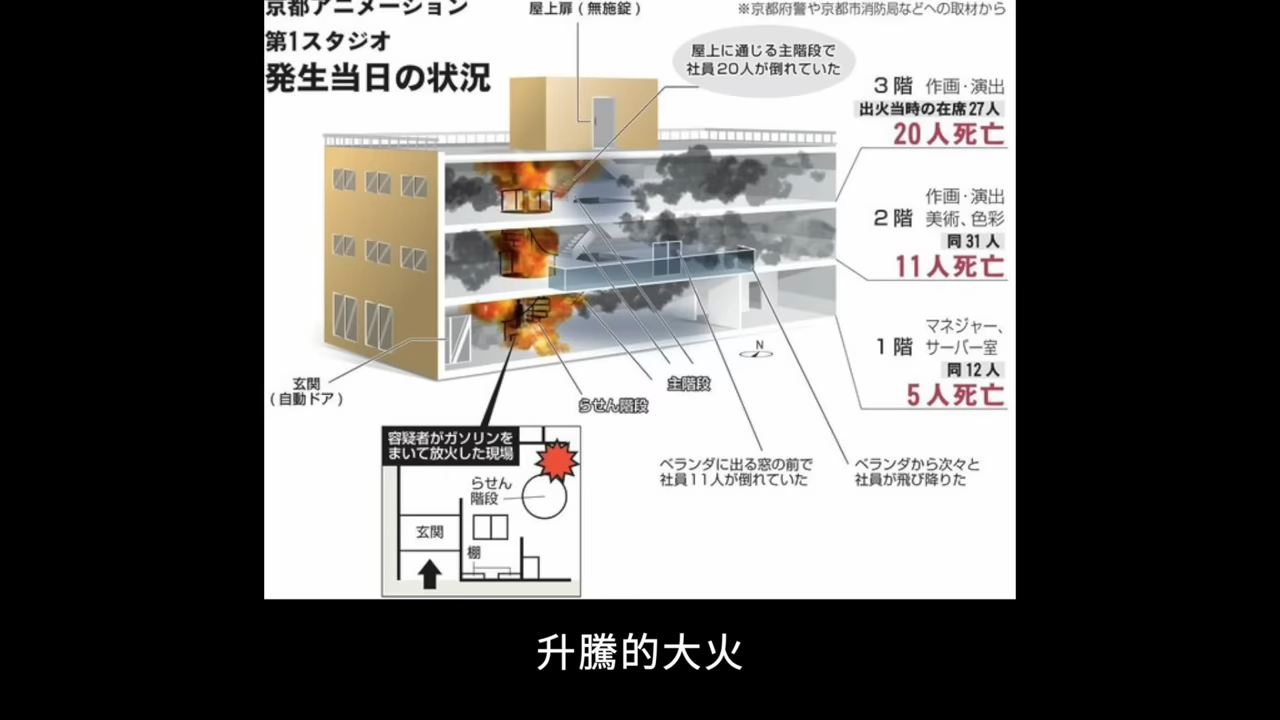 京都アニメーション
第1スタジオ
発生当日の状況
屋上扉(無施錠)
※京都府警や京都市消防局などへの取材から
屋上に通じる主階段で
社員20人が倒れていた
3階 作画・演出
出火当時の在席27人
20人死亡
作画・演出
2階 美術、色彩
同31人
11人死亡
マネジャー、
1階 サーバー室
同12人
5人死亡
N
玄関
(自動ドア)
主階段
らせん階段
容疑者がガソリンを
まいて放火した現場
らせん
階段
玄関
棚
ベランダに出る窓の前で
社員11人が倒れていた
ベランダから次々と
社員が飛び降りた
升騰的大火